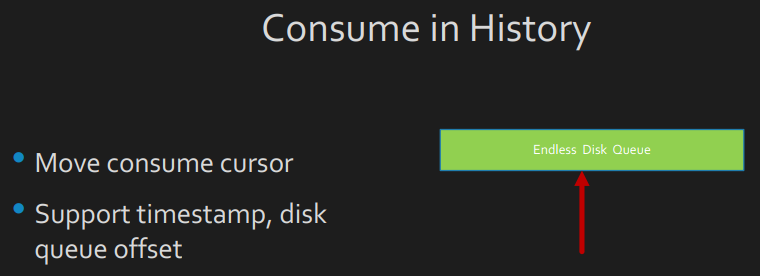 Consume in History
Endless Disk Queue
Move consume cursor
Support timestamp, disk
queue offset